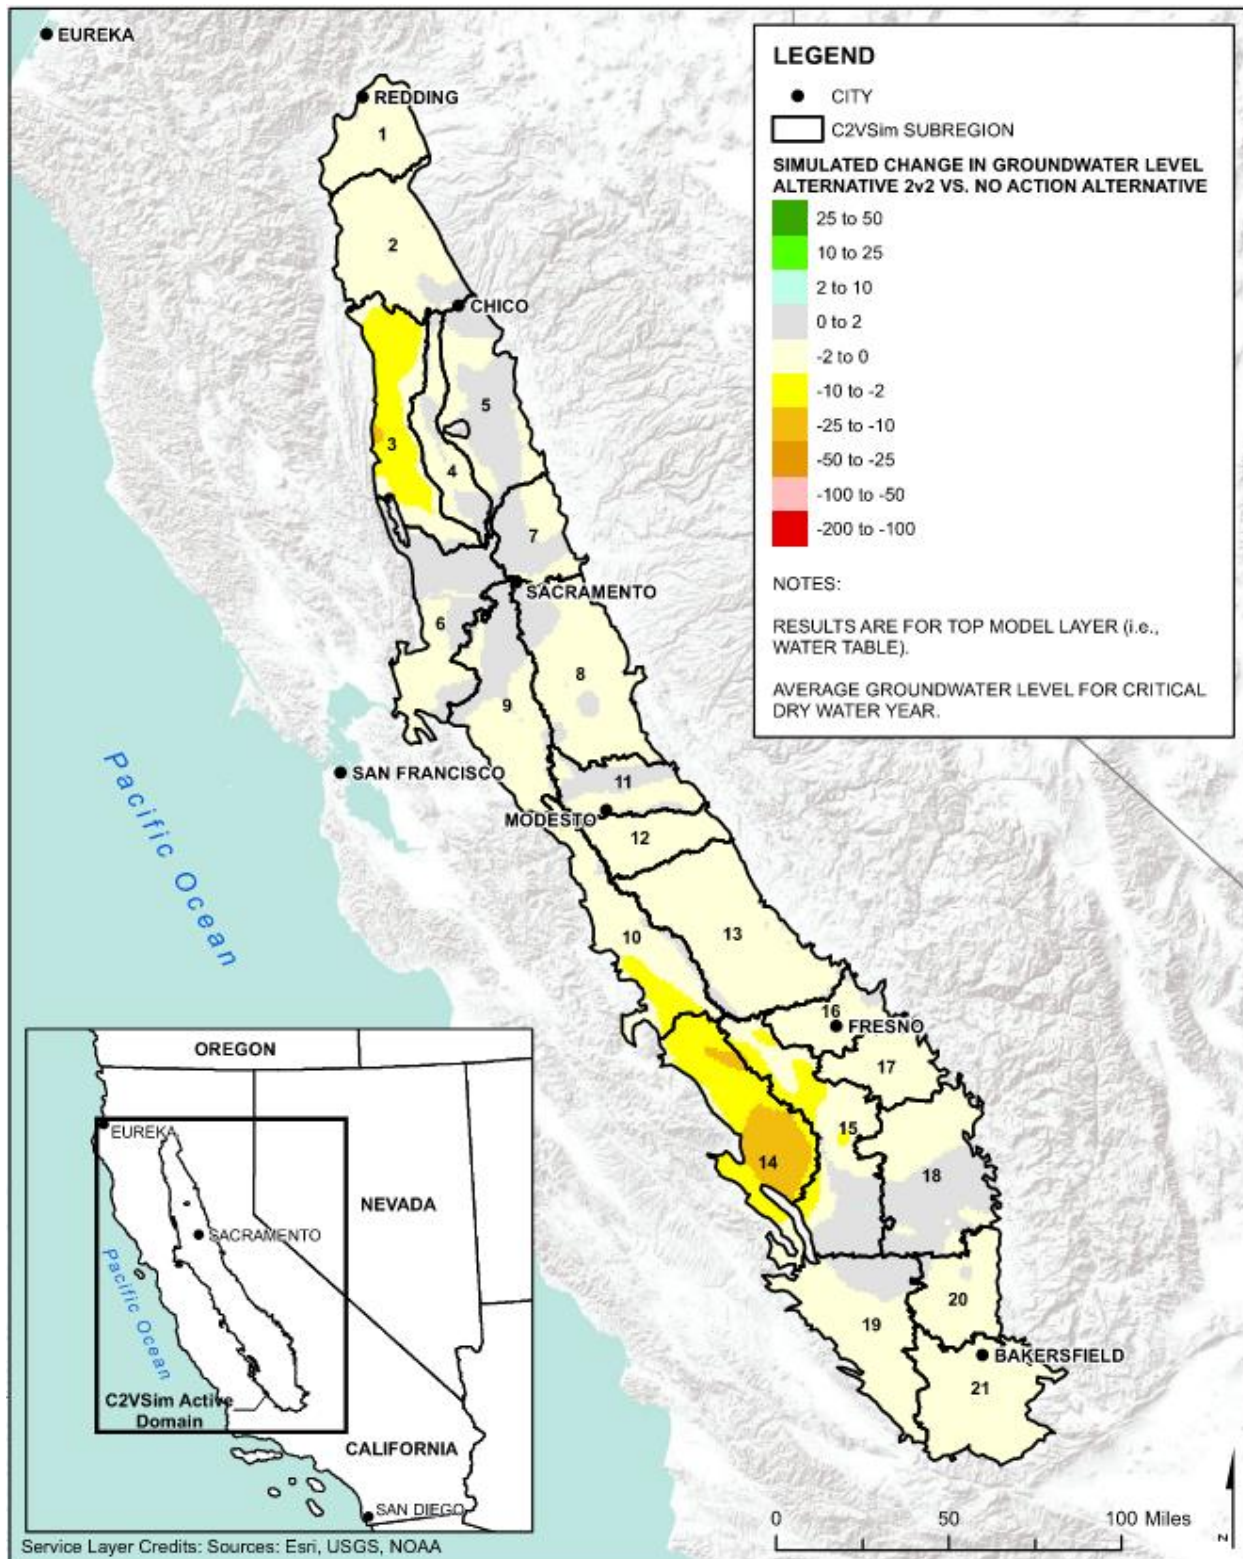 EUREKA
REDDING
1
2
CHICO
3
4
5
7
SACRAMENTO
6
8
9
SAN FRANCISCO
11
MODESTO
12
10
13
16
FRESNO
17
15
14
18
19
20
BAKERSFIELD
21
Pacific Ocean
LEGEND
CITY
C2VSim SUBREGION
SIMULATED CHANGE IN GROUNDWATER LEVEL
ALTERNATIVE 2v2 VS. NO ACTION ALTERNATIVE
25 to 50
10 to 25
2 to 10
0 to 2
-2 to 0
-10 to -2
-25 to -10
-50 to -25
-100 to -50
-200 to -100
NOTES:
RESULTS ARE FOR TOP MODEL LAYER (i.e.,
WATER TABLE).
AVERAGE GROUNDWATER LEVEL FOR CRITICAL
DRY WATER YEAR.
OREGON
EUREKA
NEVADA
SACRAMENTO
Pacific Ocean
C2VSim Active
Domain
CALIFORNIA
SAN DIEGO
0 50 100 Miles
N
Service Layer Credits: Sources: Esri, USGS, NOAA